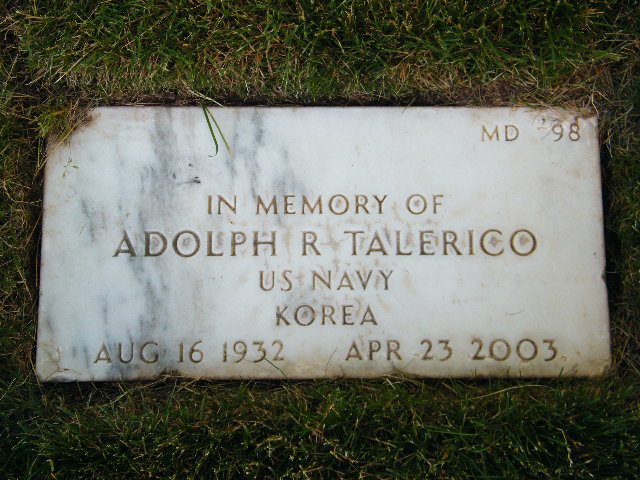 MD 98
IN MEMORY OF
ADOLPH R TALERICO
US NAVY
KOREA
AUG 16 1932 APR 23 2003